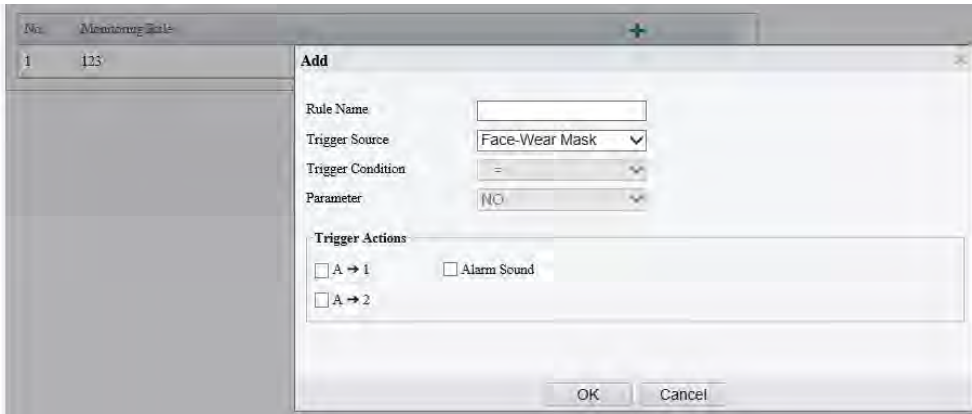 No. Monitoring Rule
1 123
Add
Rule Name
Trigger Source Face-Wear Mask
Trigger Condition =
Parameter NO
Trigger Actions
A → 1 Alarm Sound
A → 2
OK Cancel